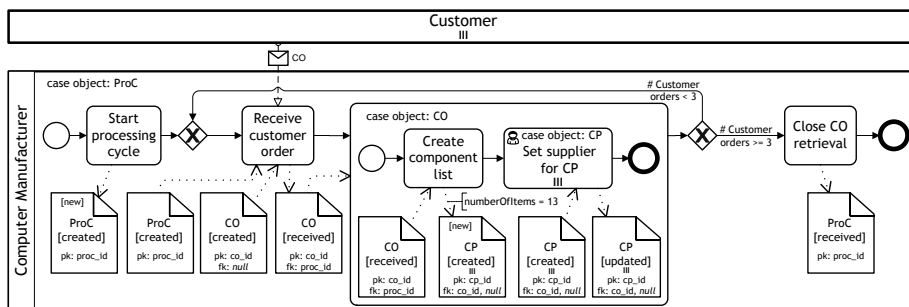 Customer
III
CO
Computer Manufacturer
case object: ProC
# Customer
orders < 3
Start
processing
cycle
X
Receive
customer
order
case object: CO
Create
component
list
case object: CP
Set supplier
for CP
III
X
# Customer
orders >= 3
Close CO
retrieval
numberOfItems = 13
[new]
ProC
[created]
pk: proc_id
ProC
[created]
pk: proc_id
CO
[created]
pk: co_id
fk: null
CO
[received]
pk: co_id
fk: proc_id
CO
[received]
pk: co_id
fk: proc_id
[new]
CP
[created]
III
pk: cp_id
fk: co_id, null
CP
[created]
III
pk: cp_id
fk: co_id, null
CP
[updated]
III
pk: cp_id
fk: co_id, null
ProC
[received]
pk: proc_id